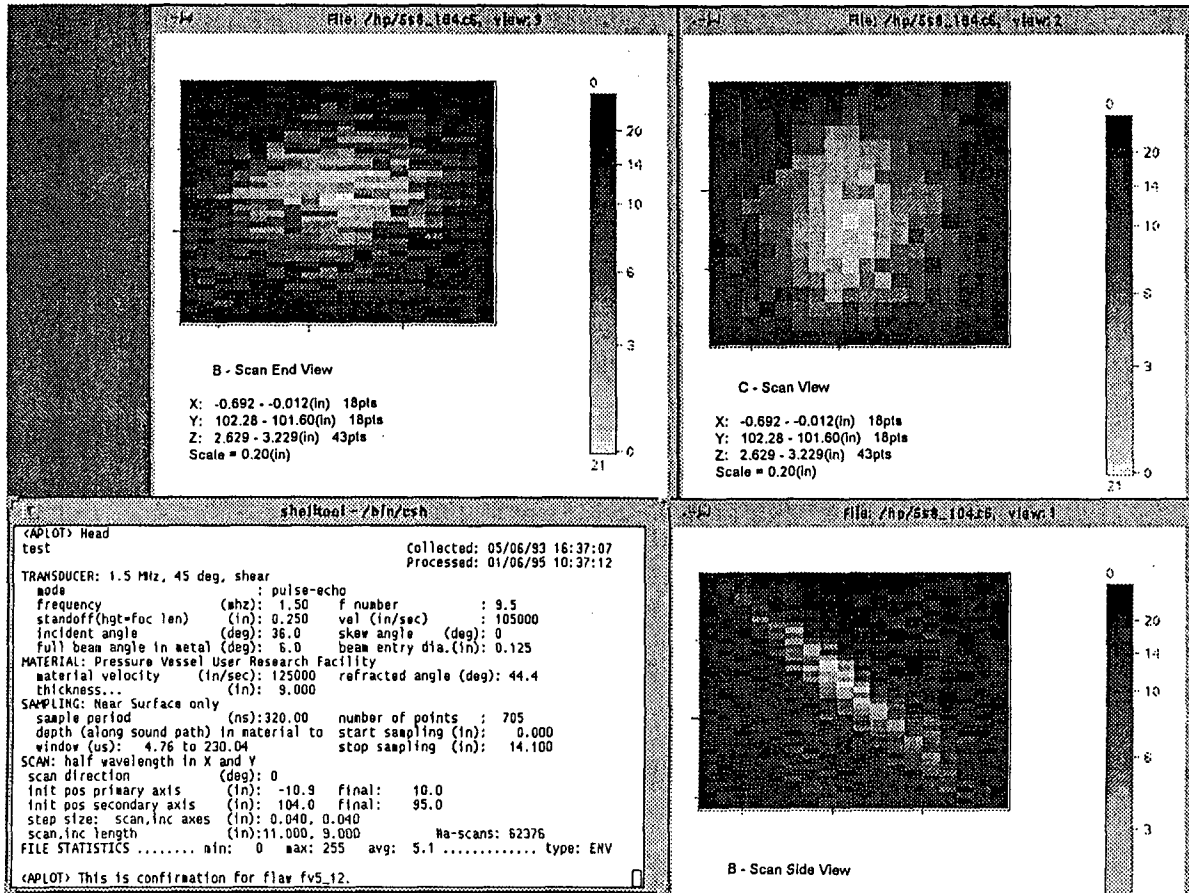 File: /hp/5s8_104.c6, view: 3
0
20
14
10
6
3
0
21
B - Scan End View
X: -0.692 - -0.012(in) 18pts
Y: 102.28 - 101.60(in) 18pts
Z: 2.629 - 3.229(in) 43pts
Scale = 0.20(in)
File: /hp/5s8_104.c6, view: 2
0
20
14
10
6
3
0
21
C - Scan View
X: -0.692 - -0.012(in) 18pts
Y: 102.28 - 101.60(in) 18pts
Z: 2.629 - 3.229(in) 43pts
Scale = 0.20(in)
shelltool - /bin/csh
<APLOT> Head
test Collected: 05/06/93 16:37:07
Processed: 01/06/95 10:37:12
TRANSDUCER: 1.5 MHz, 45 deg, shear
mode : pulse-echo
frequency (mhz): 1.50 f number : 9.5
standoff(hgt=foc len) (in): 0.250 vel (in/sec) : 105000
incident angle (deg): 36.0 skew angle (deg): 0
full beam angle in metal (deg): 6.0 beam entry dia.(in): 0.125
MATERIAL: Pressure Vessel User Research Facility
material velocity (in/sec): 125000 refracted angle (deg): 44.4
thickness... (in): 9.000
SAMPLING: Near Surface only
sample period (ns):320.00 number of points : 705
depth (along sound path) in material to start sampling (in): 0.000
window (us): 4.76 to 230.04 stop sampling (in): 14.100
SCAN: half wavelength in X and Y
scan direction (deg): 0
init pos primary axis (in): -10.9 final: 10.0
init pos secondary axis (in): 104.0 final: 95.0
step size: scan,inc axes (in): 0.040, 0.040
scan,inc length (in):11.000, 9.000 #a-scans: 62376
FILE STATISTICS ........ min: 0 max: 255 avg: 5.1 ............. type: ENV
<APLOT> This is confirmation for flaw fv5_12.
File: /hp/5s8_104.c6, view: 1
0
20
14
10
6
3
B - Scan Side View